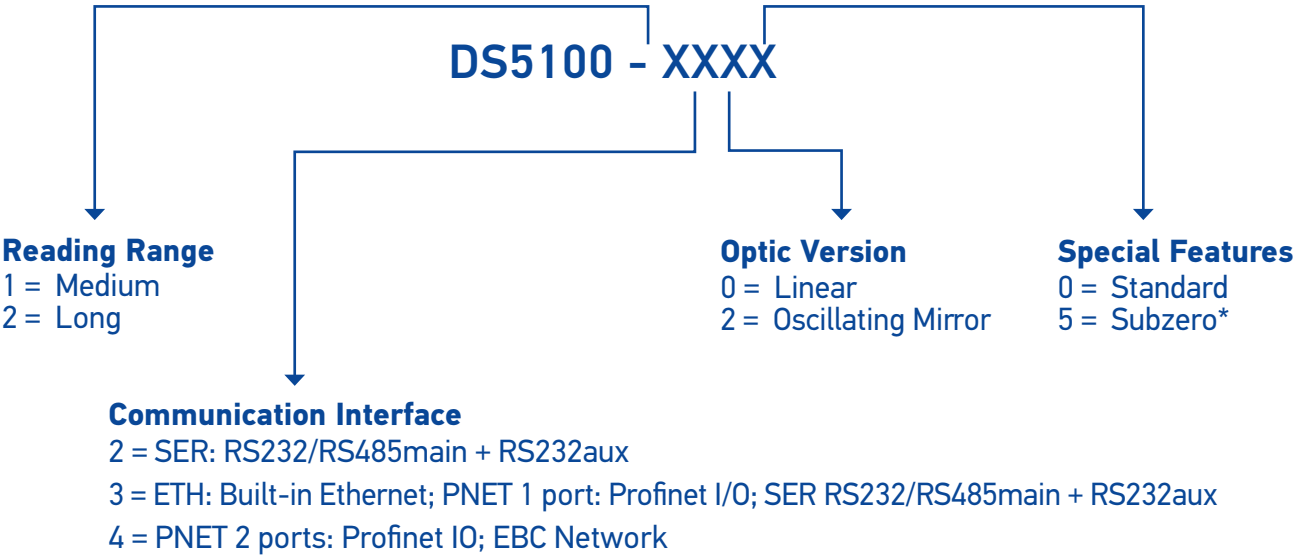 DS5100 - XXXX
Reading Range
1 = Medium
2 = Long
Optic Version
0 = Linear
2 = Oscillating Mirror
Special Features
0 = Standard
5 = Subzero*
Communication Interface
2 = SER: RS232/RS485main + RS232aux
3 = ETH: Built-in Ethernet; PNET 1 port: Profinet I/O; SER RS232/RS485main + RS232aux
4 = PNET 2 ports: Profinet IO; EBC Network